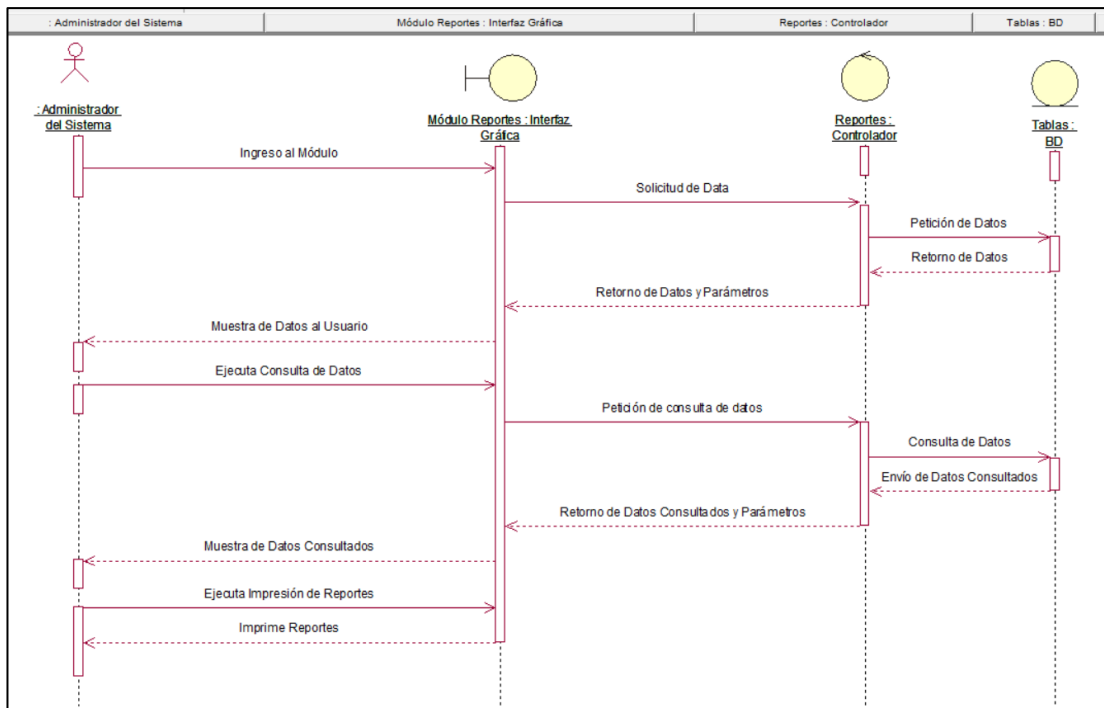 : Administrador del Sistema
Módulo Reportes : Interfaz Gráfica
Reportes : Controlador
Tablas : BD
: Administrador
del Sistema
Módulo Reportes : Interfaz
Gráfica
Reportes :
Controlador
Tablas :
BD
Ingreso al Módulo
Solicitud de Data
Petición de Datos
Retorno de Datos
Retorno de Datos y Parámetros
Muestra de Datos al Usuario
Ejecuta Consulta de Datos
Petición de consulta de datos
Consulta de Datos
Envío de Datos Consultados
Retorno de Datos Consultados y Parámetros
Muestra de Datos Consultados
Ejecuta Impresión de Reportes
Imprime Reportes